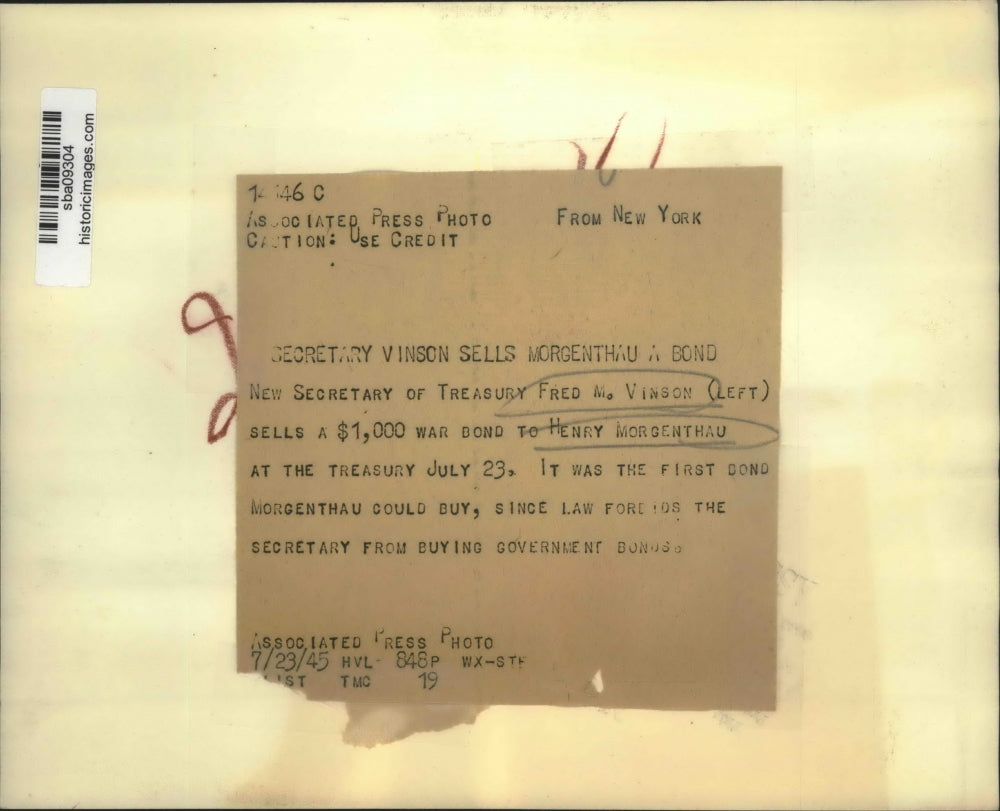 sba09304
historicimages.com
ASSOCIATED PRESS PHOTO FROM NEW YORK
CAUTION: USE CREDIT
SECRETARY VINSON SELLS MORGENTHAU A BOND
NEW SECRETARY OF TREASURY FRED M. VINSON (LEFT)
SELLS A $1,000 WAR BOND TO HENRY MORGENTHAU
AT THE TREASURY JULY 23. IT WAS THE FIRST BOND
MORGENTHAU COULD BUY, SINCE LAW FORBIDS THE
SECRETARY FROM BUYING GOVERNMENT BONDS.
ASSOCIATED PRESS PHOTO
7/23/45 HVL- 848P WX-STF
TMC 19